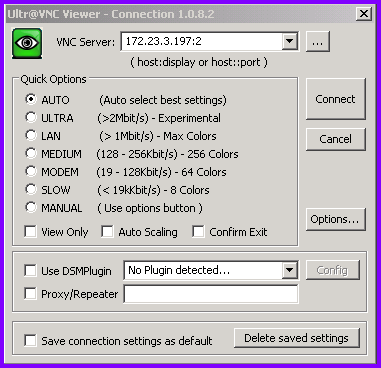 Ultr@VNC Viewer - Connection 1.0.8.2
VNC Server: 172.23.3.197:2 ...
( host:display or host::port )
Quick Options
AUTO (Auto select best settings)
Connect
ULTRA (>2Mbit/s) - Experimental
LAN (> 1Mbit/s) - Max Colors
Cancel
MEDIUM (128 - 256Kbit/s) - 256 Colors
MODEM (19 - 128Kbit/s) - 64 Colors
SLOW (< 19kKbit/s) - 8 Colors
MANUAL ( Use options button )
Options...
View Only Auto Scaling Confirm Exit
Use DSMPlugin No Plugin detected... Config
Proxy/Repeater
Save connection settings as default Delete saved settings